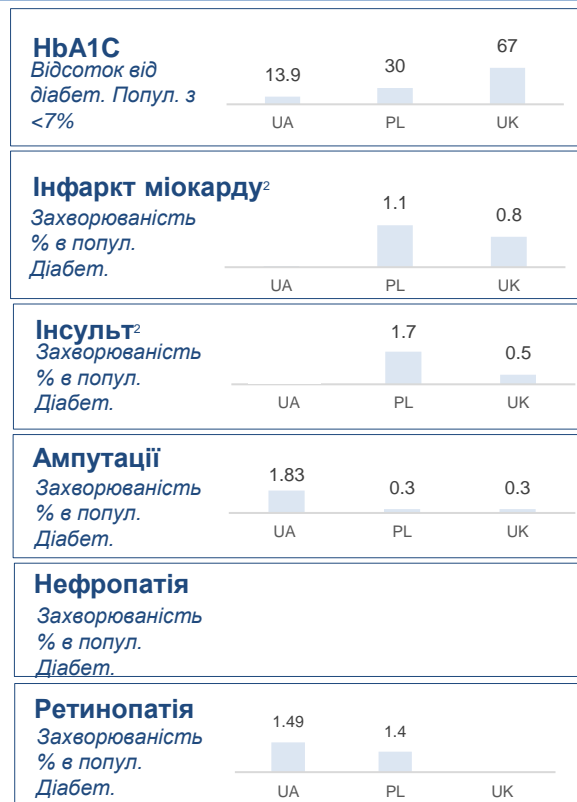 HbA1C
Відсоток від
діабет. Попул. з
<7%
13.9 30 67
UA PL UK
Інфаркт міокарду²
Захворюваність
% в попул.
Діабет.
1.1 0.8
UA PL UK
Інсульт²
Захворюваність
% в попул.
Діабет.
1.7 0.5
UA PL UK
Ампутації
Захворюваність
% в попул.
Діабет.
1.83 0.3 0.3
UA PL UK
Нефропатія
Захворюваність
% в попул.
Діабет.
Ретинопатія
Захворюваність
% в попул.
Діабет.
1.49 1.4
UA PL UK